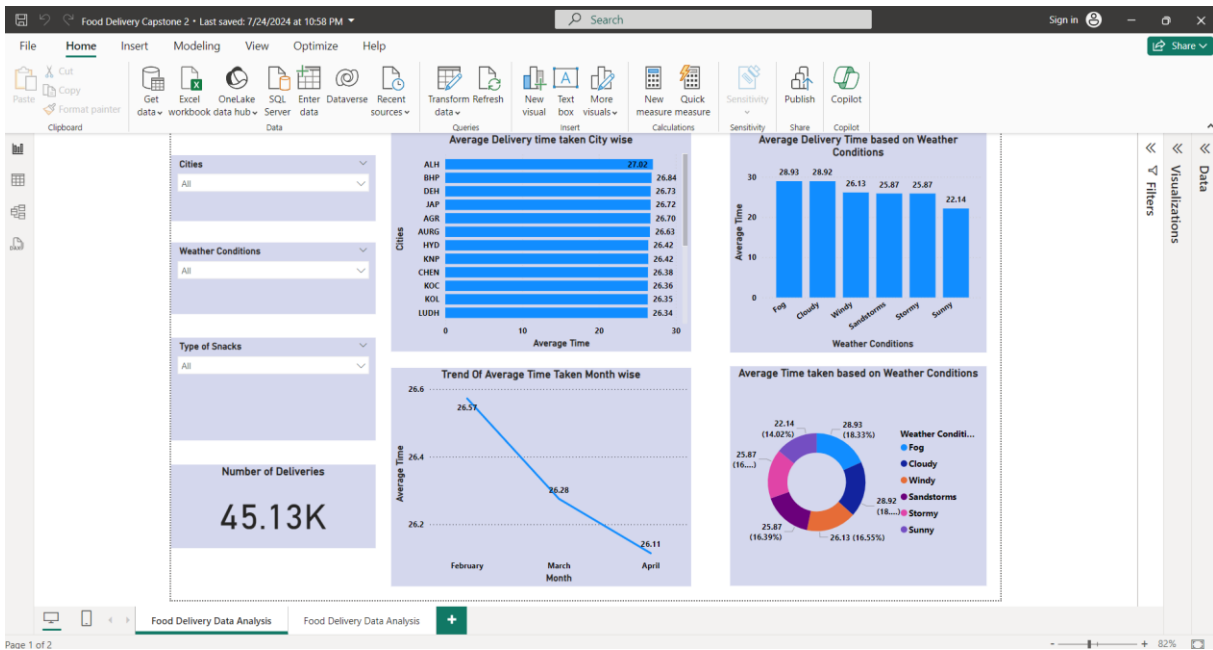 Food Delivery Capstone 2 • Last saved: 7/24/2024 at 10:58 PM
Search
Sign in
File Home Insert Modeling View Optimize Help
Share
Paste
Cut
Copy
Format painter
Clipboard
Get data
Excel workbook
OneLake data hub
SQL Server
Enter data
Dataverse
Recent sources
Data
Transform data
Refresh
Queries
New visual
Text box
More visuals
Insert
New measure
Quick measure
Calculations
Sensitivity
Sensitivity
Publish
Share
Copilot
Copilot
Cities
All
Weather Conditions
All
Type of Snacks
All
Number of Deliveries
45.13K
Average Delivery time taken City wise
Cities
ALH 27.02
BHP 26.84
DEH 26.73
JAP 26.72
AGR 26.70
AURG 26.63
HYD 26.42
KNP 26.42
CHEN 26.38
KOC 26.36
KOL 26.35
LUDH 26.34
0 10 20 30
Average Time
Average Delivery Time based on Weather
Conditions
Average Time
30
20
10
0
28.93 28.92 26.13 25.87 25.87 22.14
Fog Cloudy Windy Sandstorms Stormy Sunny
Weather Conditions
Trend Of Average Time Taken Month wise
Average Time
26.6
26.4
26.2
26.57
26.28
26.11
February March April
Month
Average Time taken based on Weather Conditions
22.14
(14.02%)
28.93
(18.33%)
25.87
(16....)
28.92
(18....)
25.87
(16.39%)
26.13 (16.55%)
Weather Conditi...
Fog
Cloudy
Windy
Sandstorms
Stormy
Sunny
Filters
Visualizations
Data
Food Delivery Data Analysis
Food Delivery Data Analysis
Page 1 of 2
82%